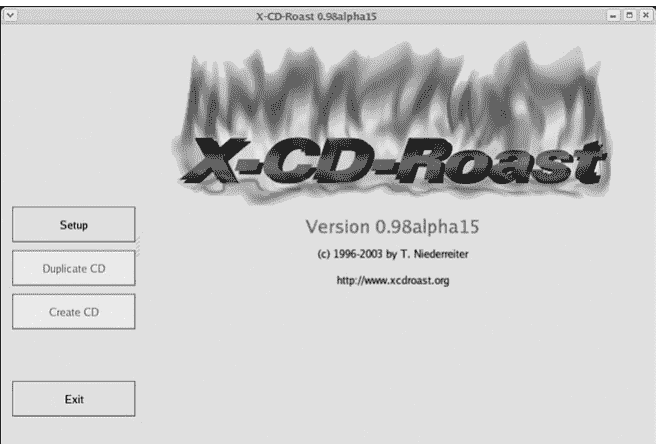 X-CD-Roast 0.98alpha15
X-CD-Roast
Setup
Duplicate CD
Create CD
Exit
Version 0.98alpha15
(c) 1996-2003 by T. Niederreiter
http://www.xcdroast.org